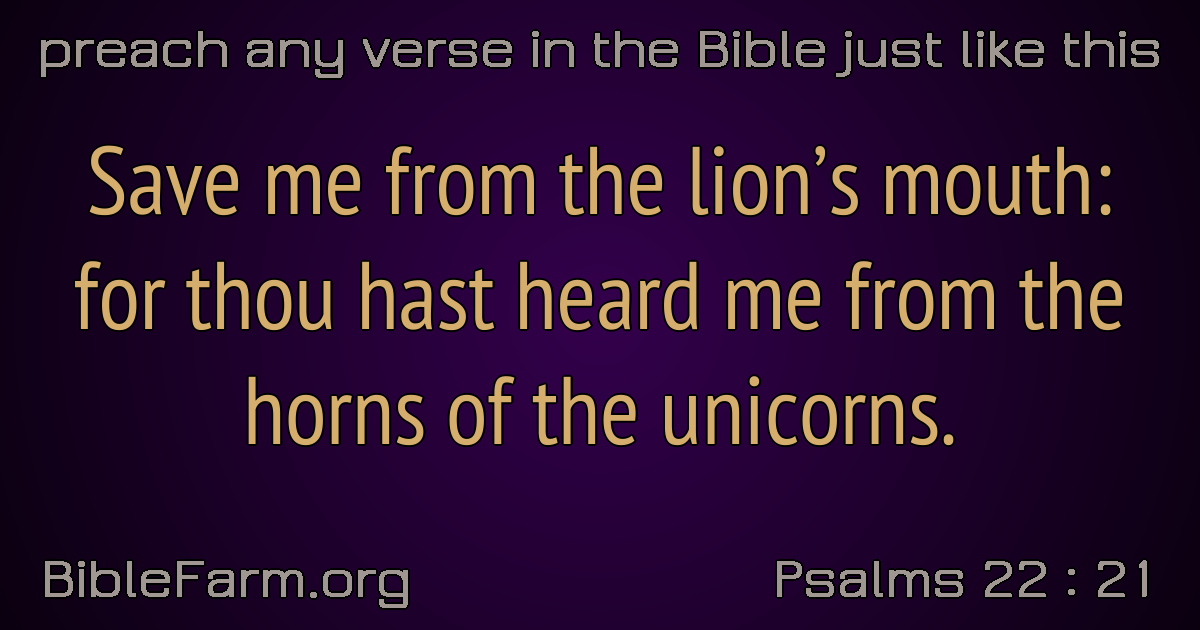 preach any verse in the Bible just like this
Save me from the lion’s mouth:
for thou hast heard me from the
horns of the unicorns.
BibleFarm.org
Psalms 22 : 21